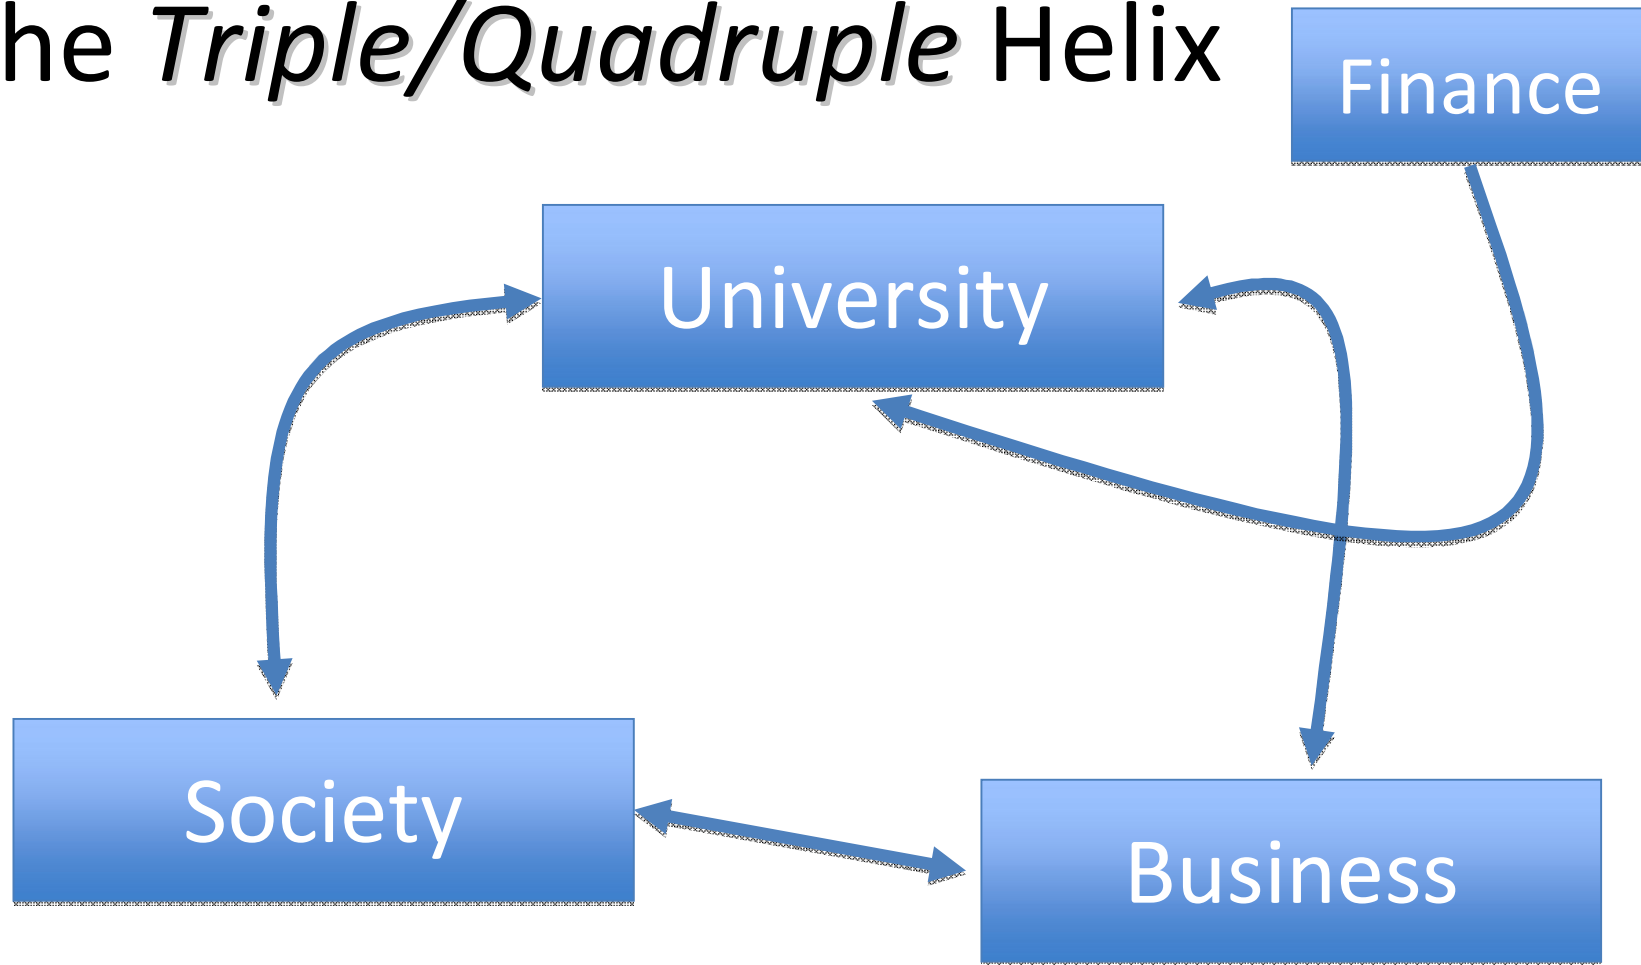 he Triple/Quadruple Helix
Finance
University
Society
Business